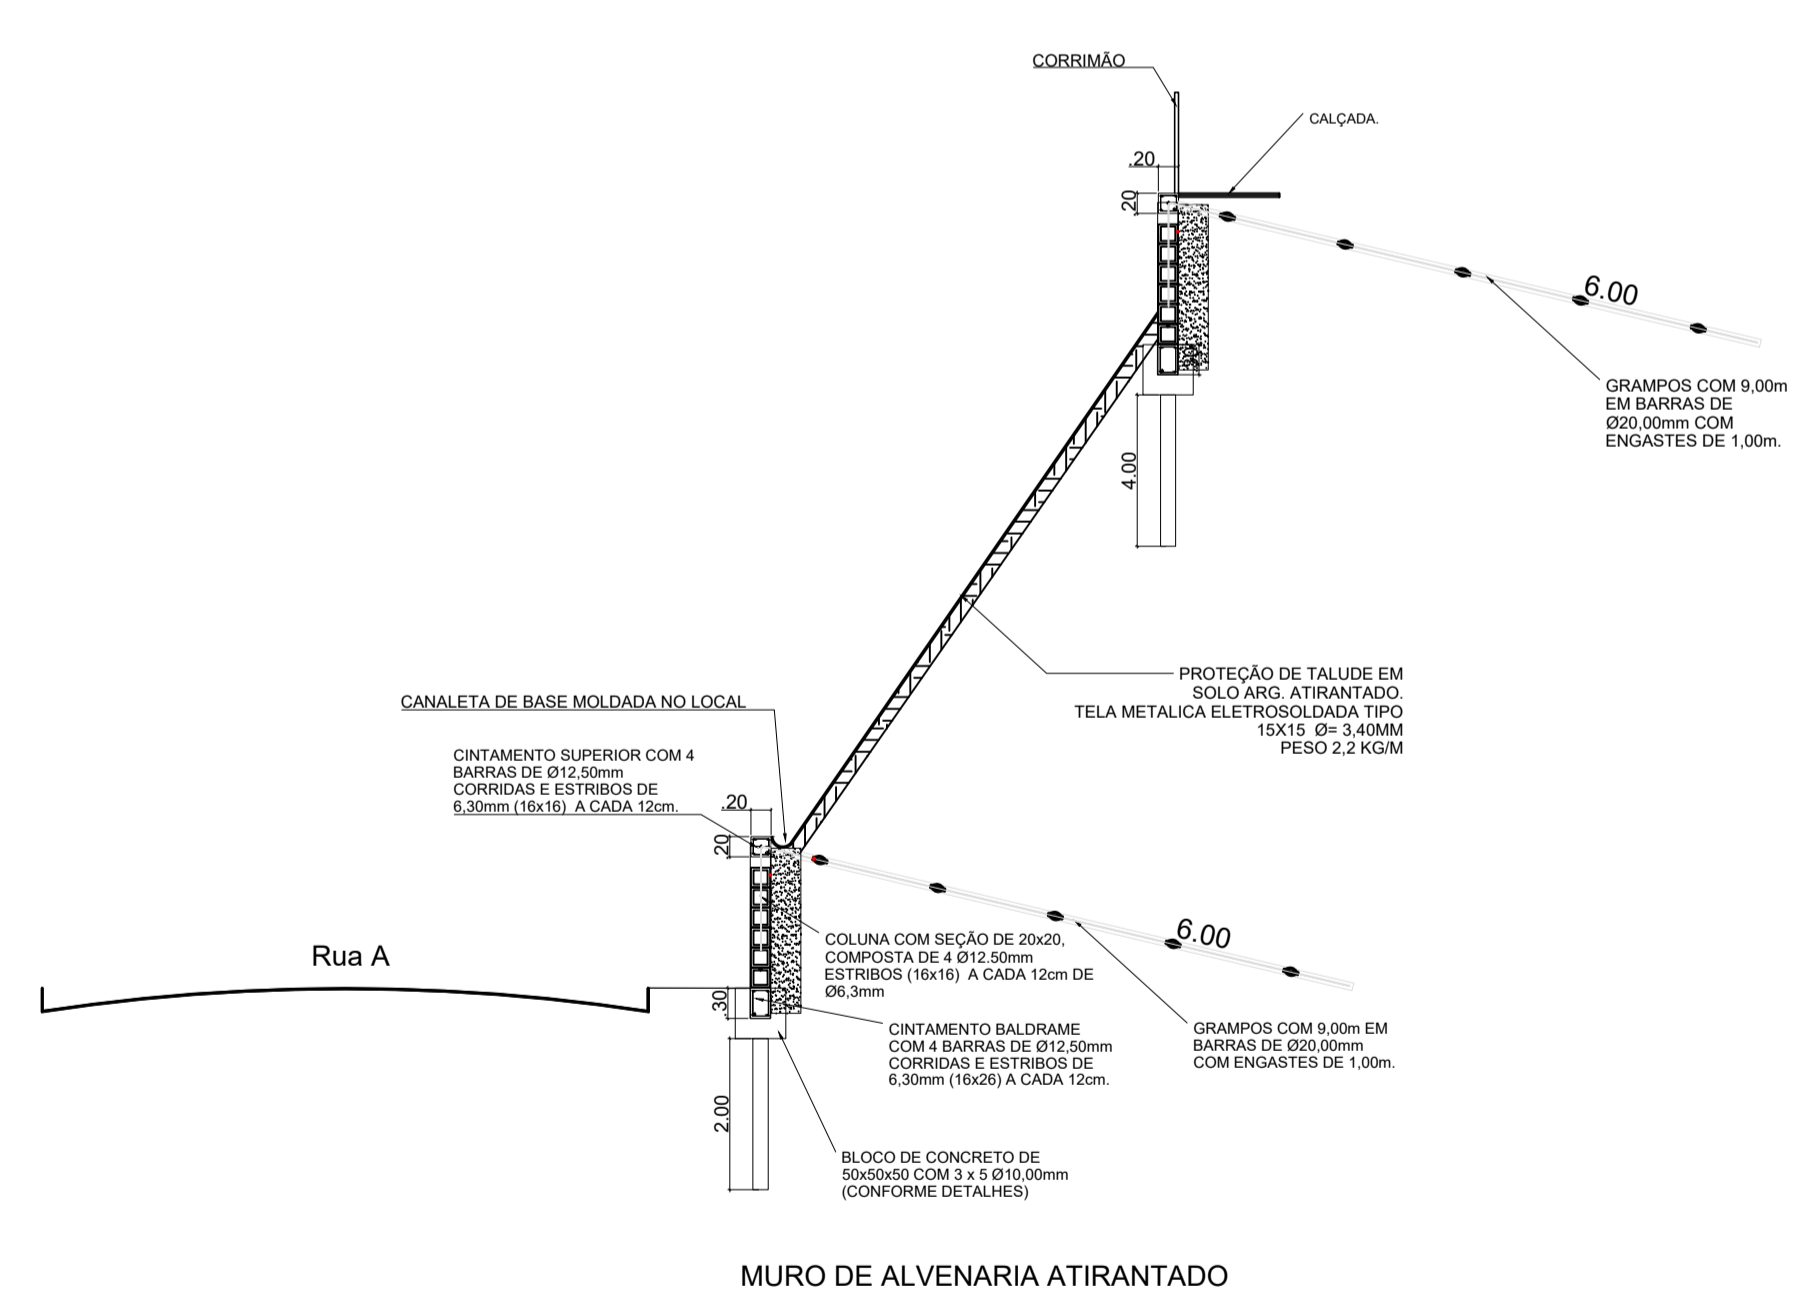 CORRIMÃO
CALÇADA.
.20
20
6.00
GRAMPOS COM 9,00m
EM BARRAS DE
Ø20,00mm COM
ENGASTES DE 1,00m.
4.00
PROTEÇÃO DE TALUDE EM
SOLO ARG. ATIRANTADO.
TELA METALICA ELETROSOLDADA TIPO
15X15 Ø= 3,40MM
PESO 2,2 KG/M
CANALETA DE BASE MOLDADA NO LOCAL
CINTAMENTO SUPERIOR COM 4
BARRAS DE Ø12,50mm
CORRIDAS E ESTRIBOS DE
6,30mm (16x16) A CADA 12cm.
.20
20
6.00
Rua A
COLUNA COM SEÇÃO DE 20x20,
COMPOSTA DE 4 Ø12.50mm
ESTRIBOS (16x16) A CADA 12cm DE
Ø6,3mm
.30
CINTAMENTO BALDRAME
COM 4 BARRAS DE Ø12,50mm
CORRIDAS E ESTRIBOS DE
6,30mm (16x26) A CADA 12cm.
GRAMPOS COM 9,00m EM
BARRAS DE Ø20,00mm
COM ENGASTES DE 1,00m.
2.00
BLOCO DE CONCRETO DE
50x50x50 COM 3 x 5 Ø10,00mm
(CONFORME DETALHES)
MURO DE ALVENARIA ATIRANTADO